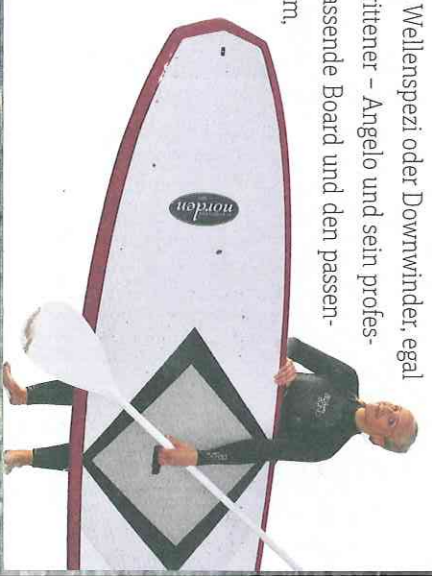 Wellenspezi oder Downwinder, egal
rittener – Angelo und sein profes-
assende Board und den passen-
m,
norden